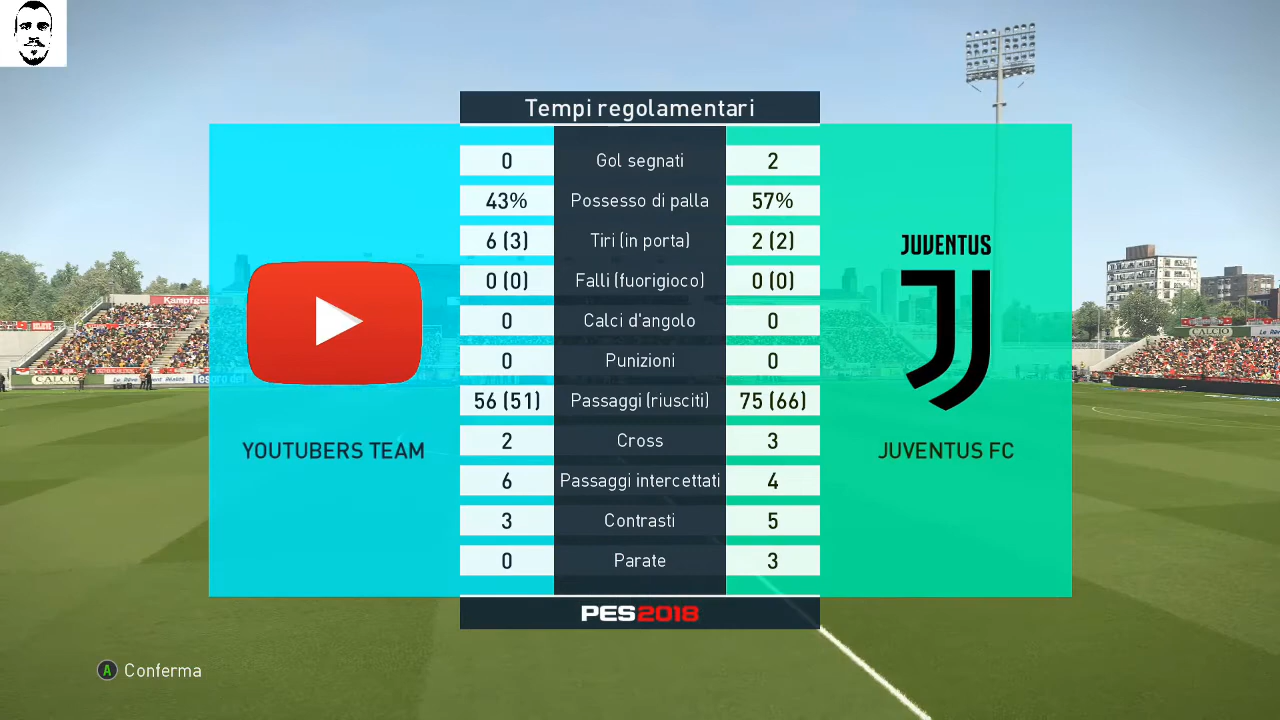 Tempi regolamentari
0 Gol segnati 2
43% Possesso di palla 57%
6 (3) Tiri (in porta) 2 (2)
0 (0) Falli (fuorigioco) 0 (0)
0 Calci d'angolo 0
0 Punizioni 0
56 (51) Passaggi (riusciti) 75 (66)
2 Cross 3
6 Passaggi intercettati 4
3 Contrasti 5
0 Parate 3
PES2018
YOUTUBERS TEAM
JUVENTUS
JUVENTUS FC
Kampfgeis
CALCIO
CALCIO
A Conferma